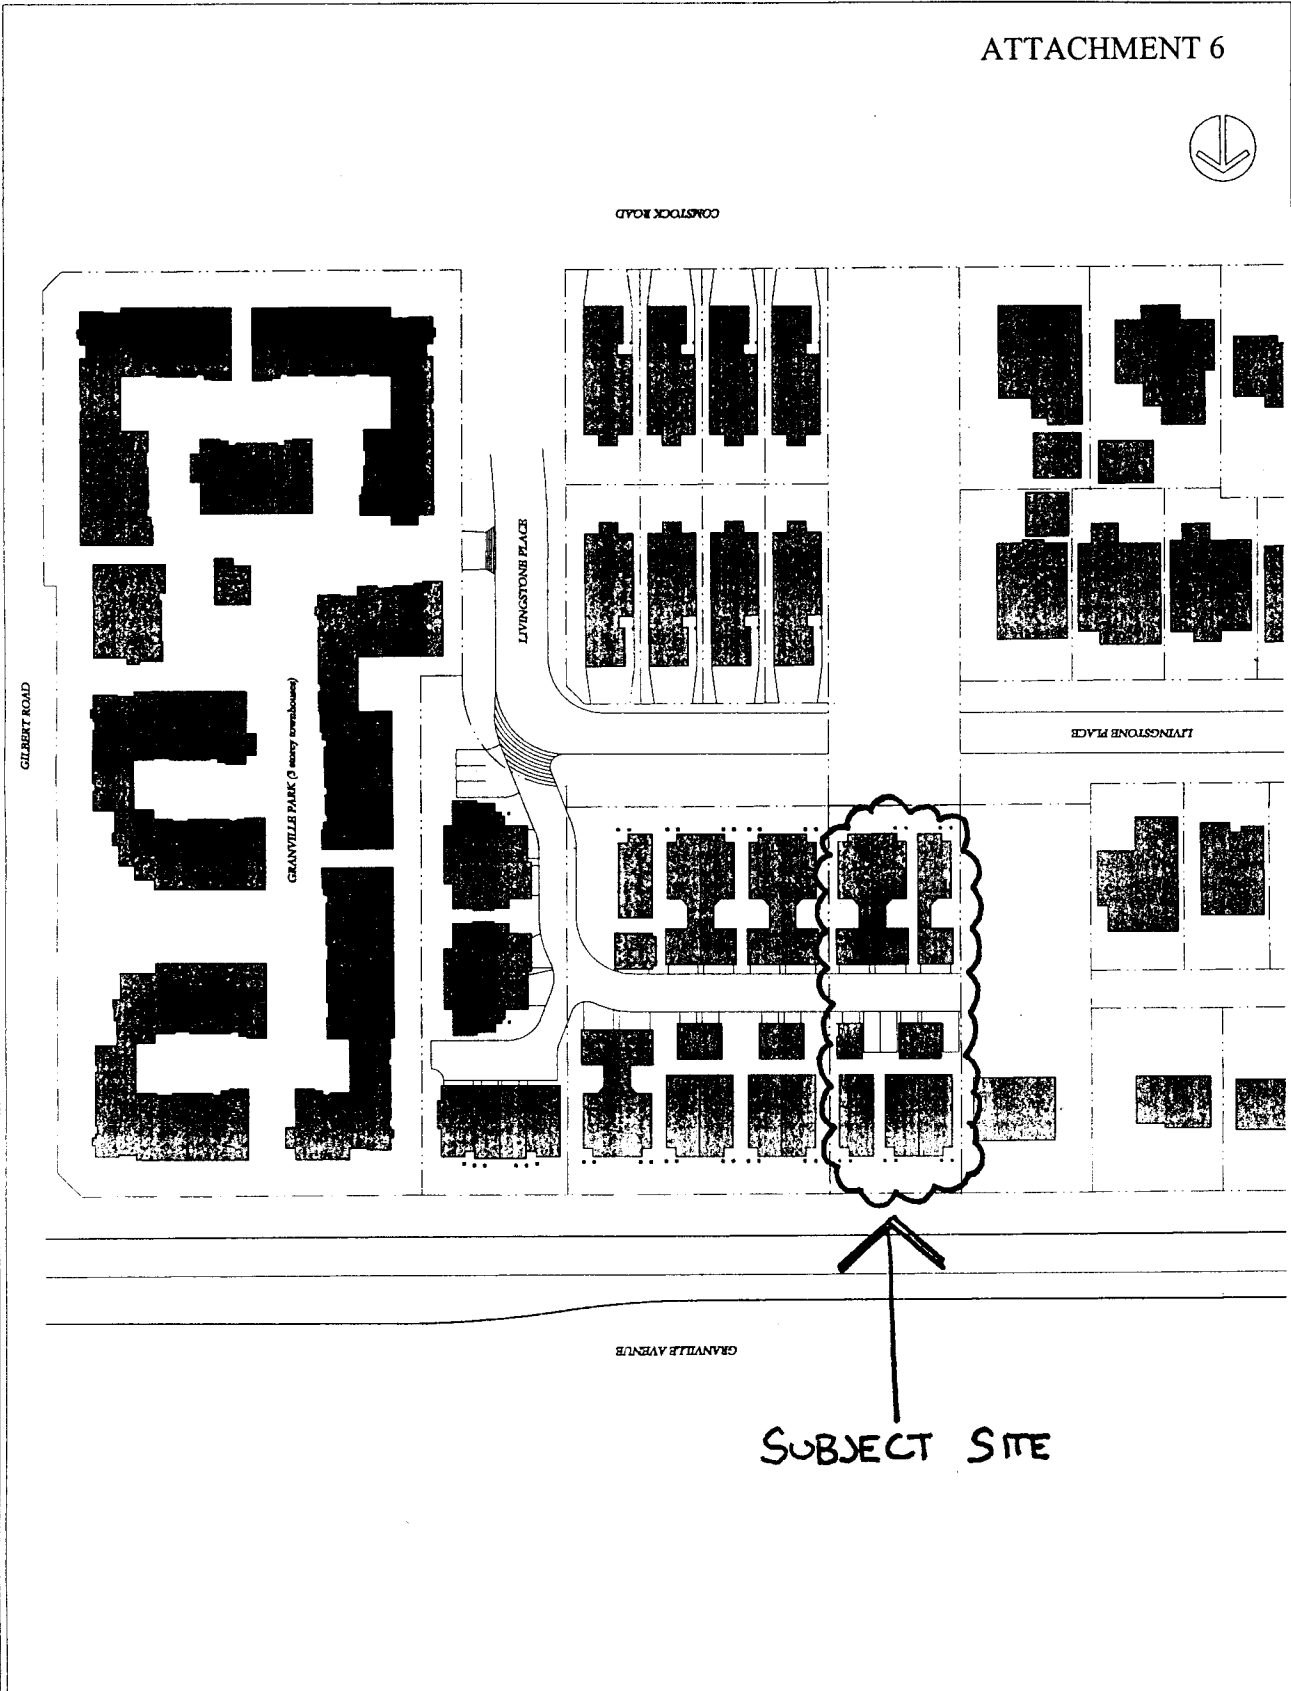 ATTACHMENT 6
COMSTOCK ROAD
LIVINGSTONE PLACE
GILBERT ROAD
GRANVILLE PARK (3 storey townhouses)
LIVINGSTONE PLACE
GRANVILLE AVENUE
SUBJECT SITE